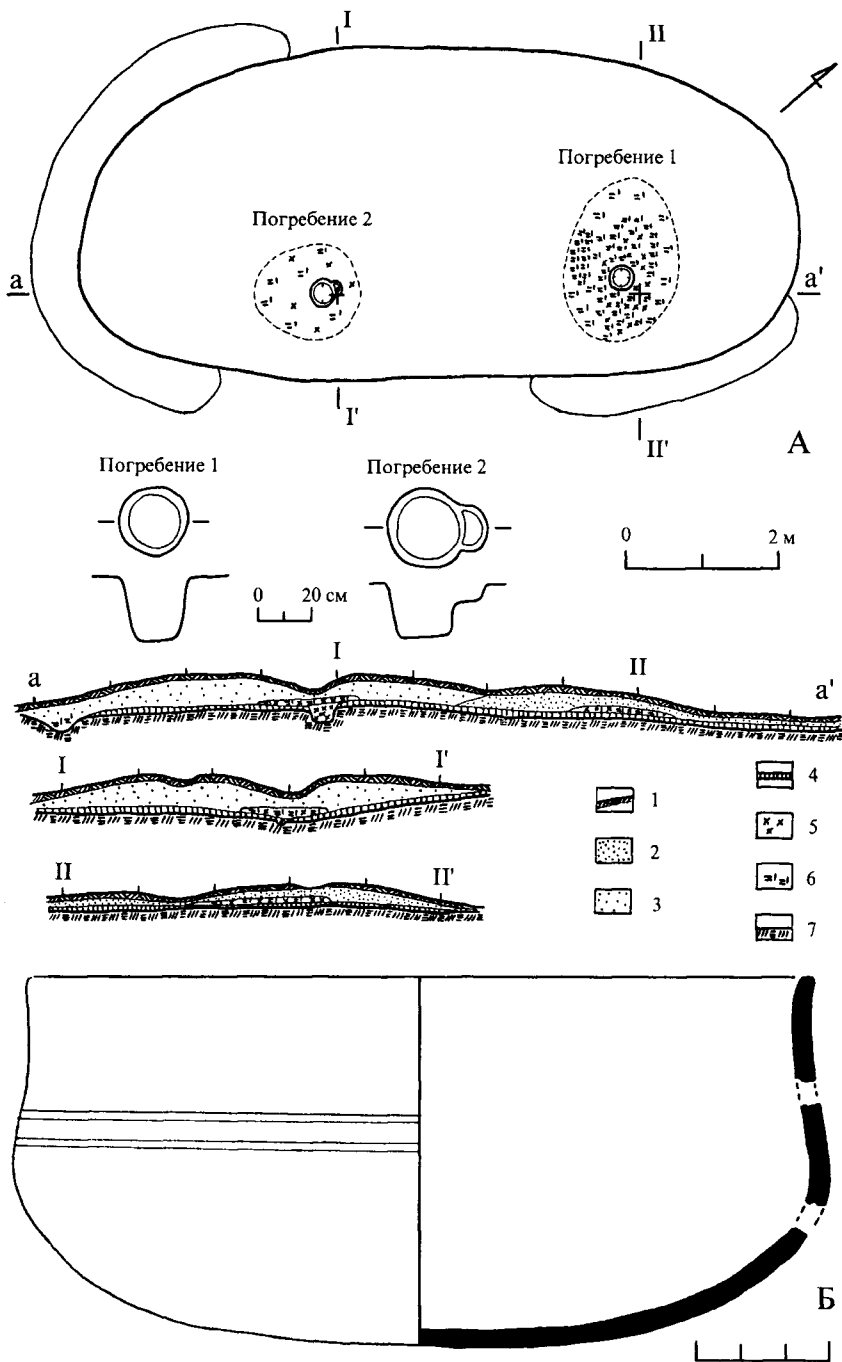 I II
Погребение 1
Погребение 2
а а'
I' II'
А
Погребение 1 Погребение 2
0 2 м
0 20 см
а I II а'
I I'
II II'
1
2
3
4
5
6
7
Б